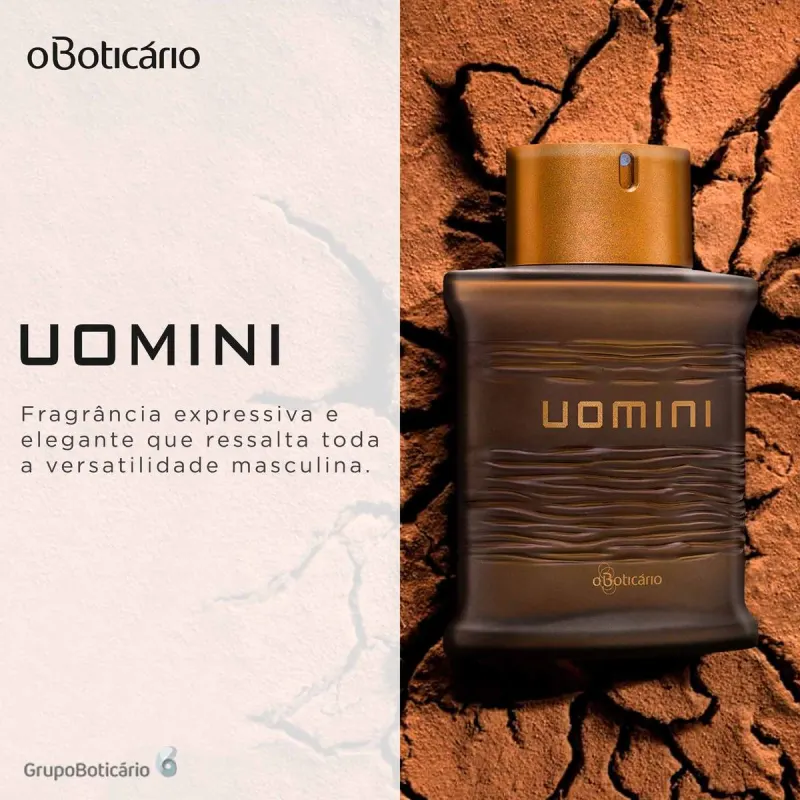 oBoticário
UOMINI
Fragrância expressiva e
elegante que ressalta toda
a versatilidade masculina.
GrupoBoticário
UOMINI
oBoticário